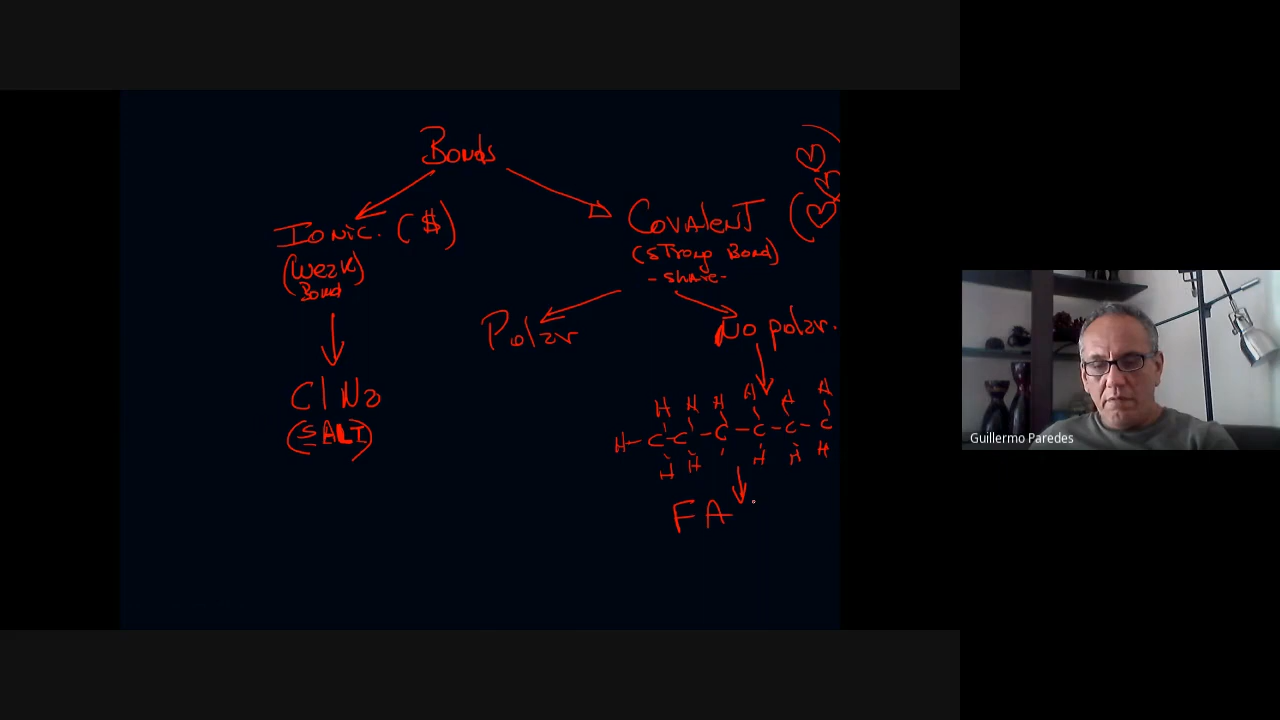 Bonds
Ionic. ($)
(Weak)
Bond
Covalent
(Strong Bond)
- Share -
Polar
No polar.
Cl Na
(SALT)
H H H H H H
H-C-C-C-C-C-C
H H H H H
FA
Guillermo Paredes